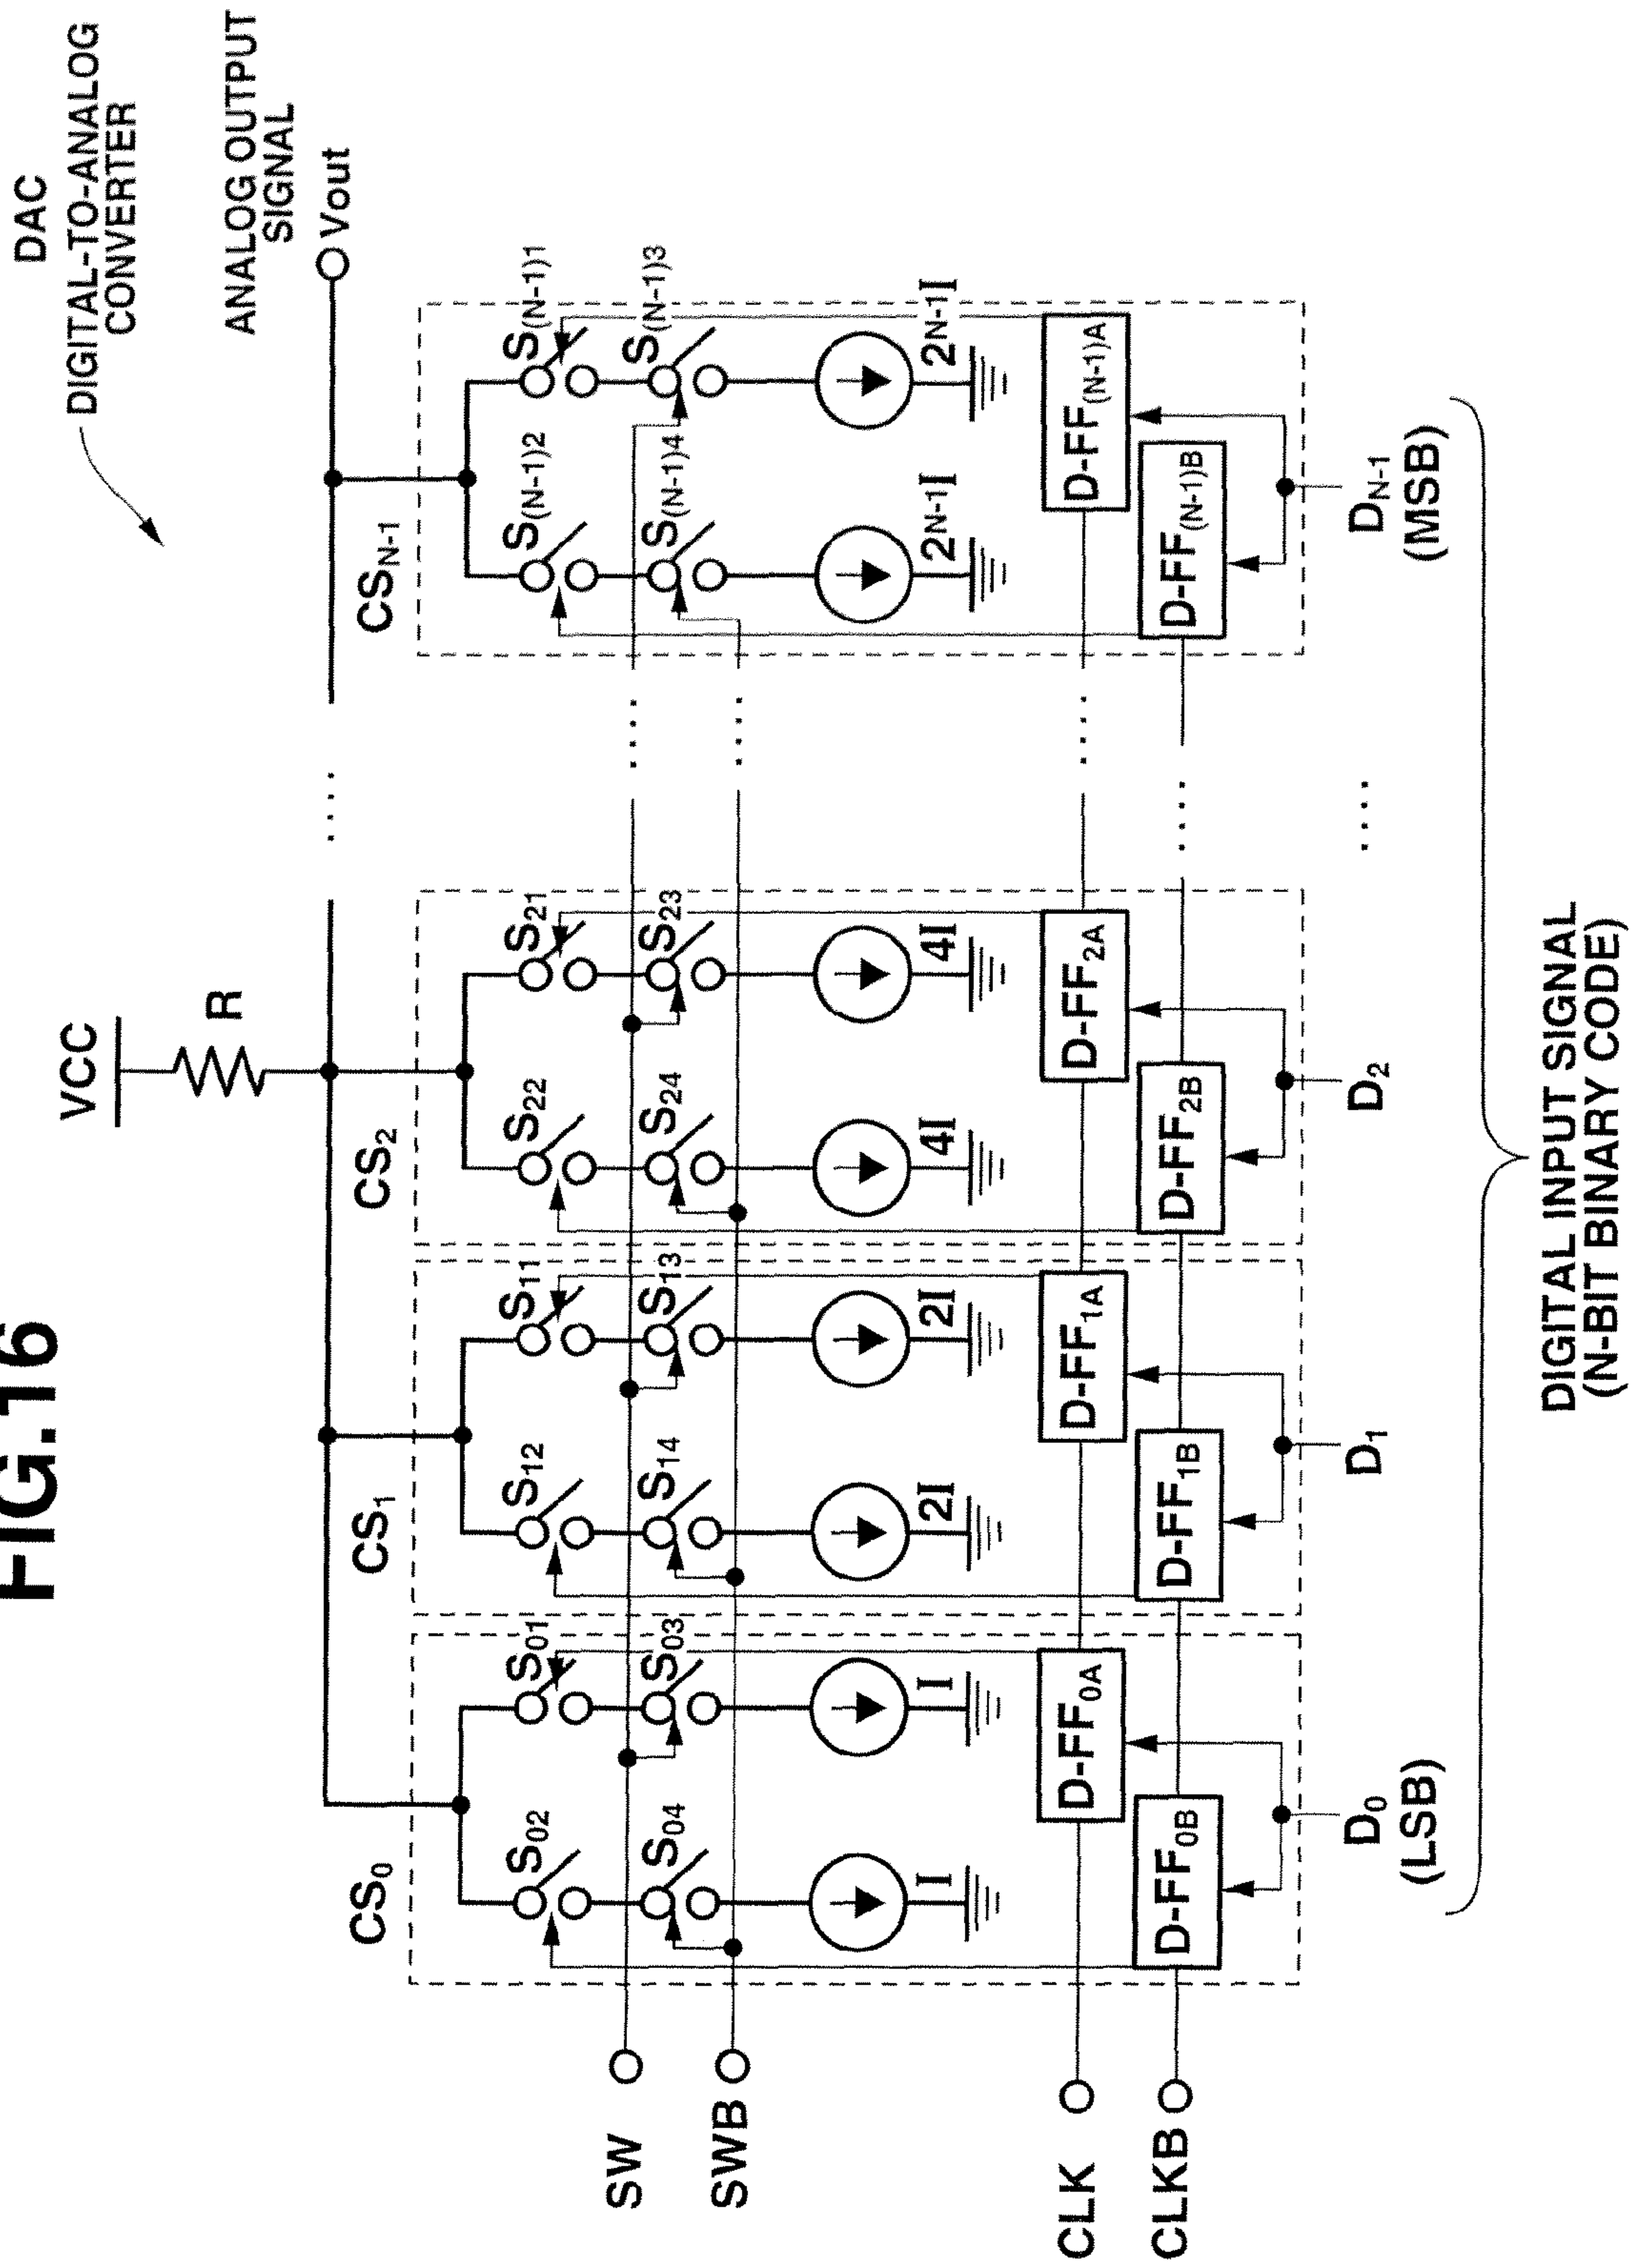 FIG.16
DAC
DIGITAL-TO-ANALOG
CONVERTER
VCC
R
ANALOG OUTPUT
SIGNAL
Vout
CS0
CS1
CS2
CSN-1
S02
S01
S12
S11
S22
S21
S(N-1)2
S(N-1)1
SW
S04
S03
S14
S13
S24
S23
S(N-1)4
S(N-1)3
SWB
I
I
2I
2I
4I
4I
2N-1I
2N-1I
CLK
D-FF0A
D-FF1A
D-FF2A
D-FF(N-1)A
CLKB
D-FF0B
D-FF1B
D-FF2B
D-FF(N-1)B
D0
(LSB)
D1
D2
DN-1
(MSB)
DIGITAL INPUT SIGNAL
(N-BIT BINARY CODE)